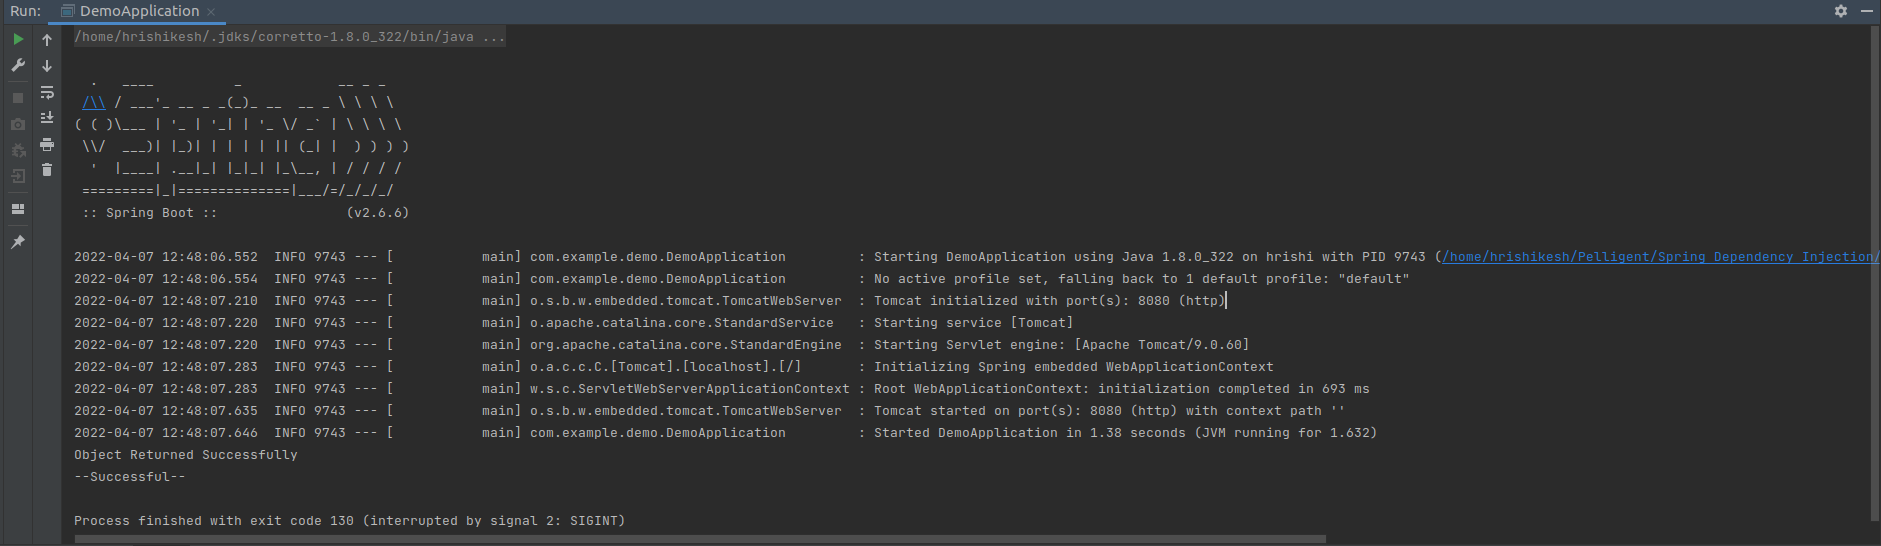 Run: DemoApplication
/home/hrishikesh/.jdks/corretto-1.8.0_322/bin/java ...
  .   ____          _            __ _ _
 /\\ / ___'_ __ _ _(_)_ __  __ _ \ \ \ \
( ( )\___ | '_ | '_| | '_ \/ _` | \ \ \ \
 \\/  ___)| |_)| | | | | || (_| |  ) ) ) )
  '  |____| .__|_| |_|_| |_\__, | / / / /
 =========|_|==============|___/=/_/_/_/
 :: Spring Boot ::                (v2.6.6)
2022-04-07 12:48:06.552  INFO 9743 --- [           main] com.example.demo.DemoApplication         : Starting DemoApplication using Java 1.8.0_322 on hrishi with PID 9743 (/home/hrishikesh/Pelligent/Spring Dependency Injection/
2022-04-07 12:48:06.554  INFO 9743 --- [           main] com.example.demo.DemoApplication         : No active profile set, falling back to 1 default profile: "default"
2022-04-07 12:48:07.210  INFO 9743 --- [           main] o.s.b.w.embedded.tomcat.TomcatWebServer  : Tomcat initialized with port(s): 8080 (http)
2022-04-07 12:48:07.220  INFO 9743 --- [           main] o.apache.catalina.core.StandardService   : Starting service [Tomcat]
2022-04-07 12:48:07.220  INFO 9743 --- [           main] org.apache.catalina.core.StandardEngine  : Starting Servlet engine: [Apache Tomcat/9.0.60]
2022-04-07 12:48:07.283  INFO 9743 --- [           main] o.a.c.c.C.[Tomcat].[localhost].[/]       : Initializing Spring embedded WebApplicationContext
2022-04-07 12:48:07.283  INFO 9743 --- [           main] w.s.c.ServletWebServerApplicationContext : Root WebApplicationContext: initialization completed in 693 ms
2022-04-07 12:48:07.635  INFO 9743 --- [           main] o.s.b.w.embedded.tomcat.TomcatWebServer  : Tomcat started on port(s): 8080 (http) with context path ''
2022-04-07 12:48:07.646  INFO 9743 --- [           main] com.example.demo.DemoApplication         : Started DemoApplication in 1.38 seconds (JVM running for 1.632)
Object Returned Successfully
--Successful--
Process finished with exit code 130 (interrupted by signal 2: SIGINT)